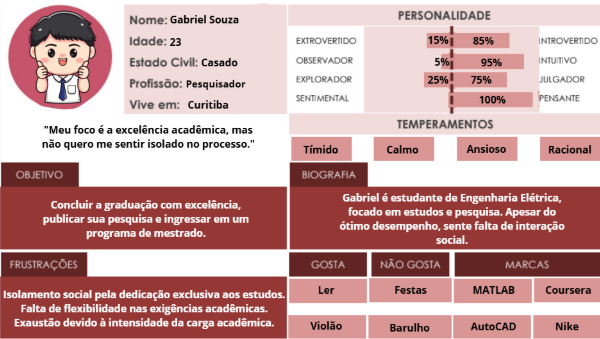 Nome: Gabriel Souza
Idade: 23
Estado Civil: Casado
Profissão: Pesquisador
Vive em: Curitiba
"Meu foco é a excelência acadêmica, mas
não quero me sentir isolado no processo."
PERSONALIDADE
EXTROVERTIDO 15% 85% INTROVERTIDO
OBSERVADOR 5% 95% INTUITIVO
EXPLORADOR 25% 75% JULGADOR
SENTIMENTAL 100% PENSANTE
TEMPERAMENTOS
Tímido Calmo Ansioso Racional
OBJETIVO
Concluir a graduação com excelência,
publicar sua pesquisa e ingressar em um
programa de mestrado.
BIOGRAFIA
Gabriel é estudante de Engenharia Elétrica,
focado em estudos e pesquisa. Apesar do
ótimo desempenho, sente falta de interação
social.
FRUSTRAÇÕES
Isolamento social pela dedicação exclusiva aos estudos.
Falta de flexibilidade nas exigências acadêmicas.
Exaustão devido à intensidade da carga acadêmica.
GOSTA NÃO GOSTA MARCAS
Ler Festas MATLAB Coursera
Violão Barulho AutoCAD Nike